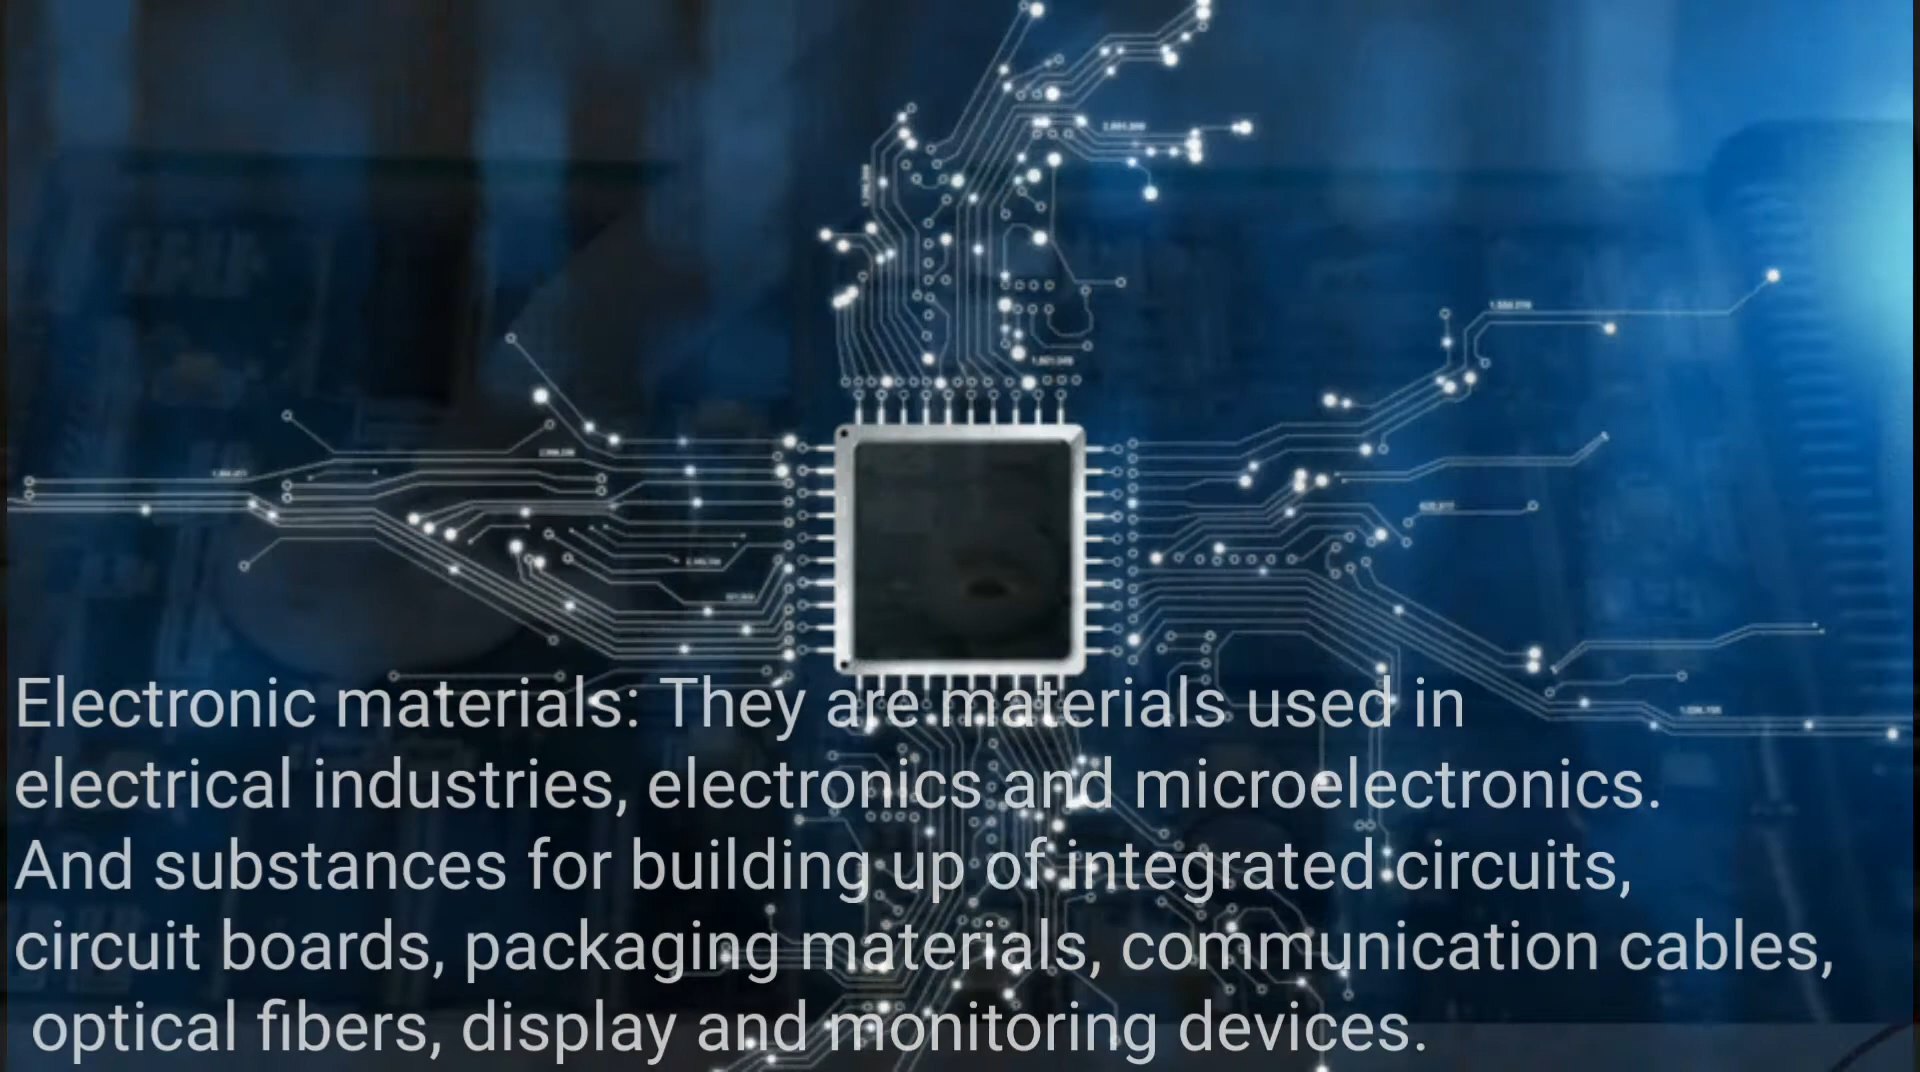 Electronic materials: They are materials used in
electrical industries, electronics and microelectronics.
And substances for building up of integrated circuits,
circuit boards, packaging materials, communication cables,
optical fibers, display and monitoring devices.